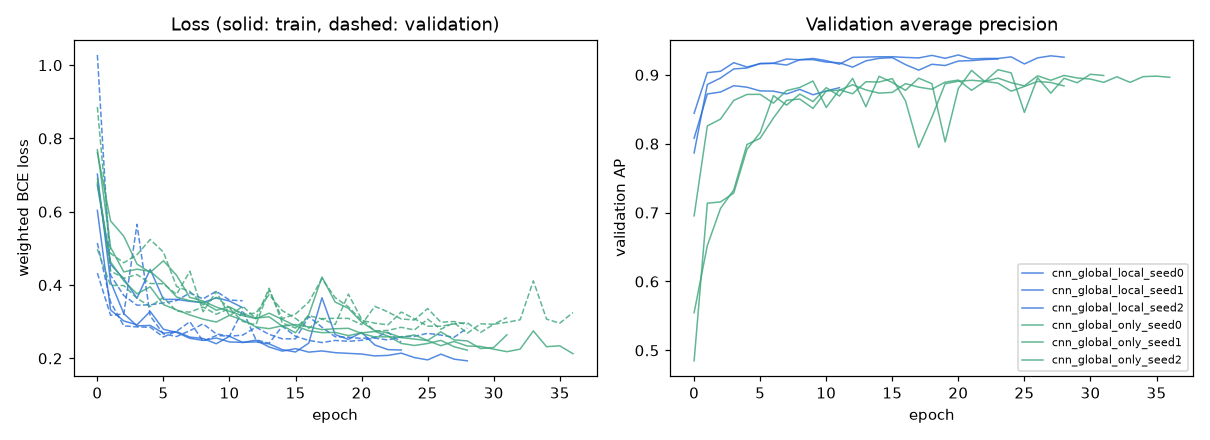 Loss (solid: train, dashed: validation)
weighted BCE loss
1.0
0.8
0.6
0.4
0.2
0 5 10 15 20 25 30 35
epoch
Validation average precision
validation AP
0.9
0.8
0.7
0.6
0.5
0 5 10 15 20 25 30 35
epoch
cnn_global_local_seed0
cnn_global_local_seed1
cnn_global_local_seed2
cnn_global_only_seed0
cnn_global_only_seed1
cnn_global_only_seed2